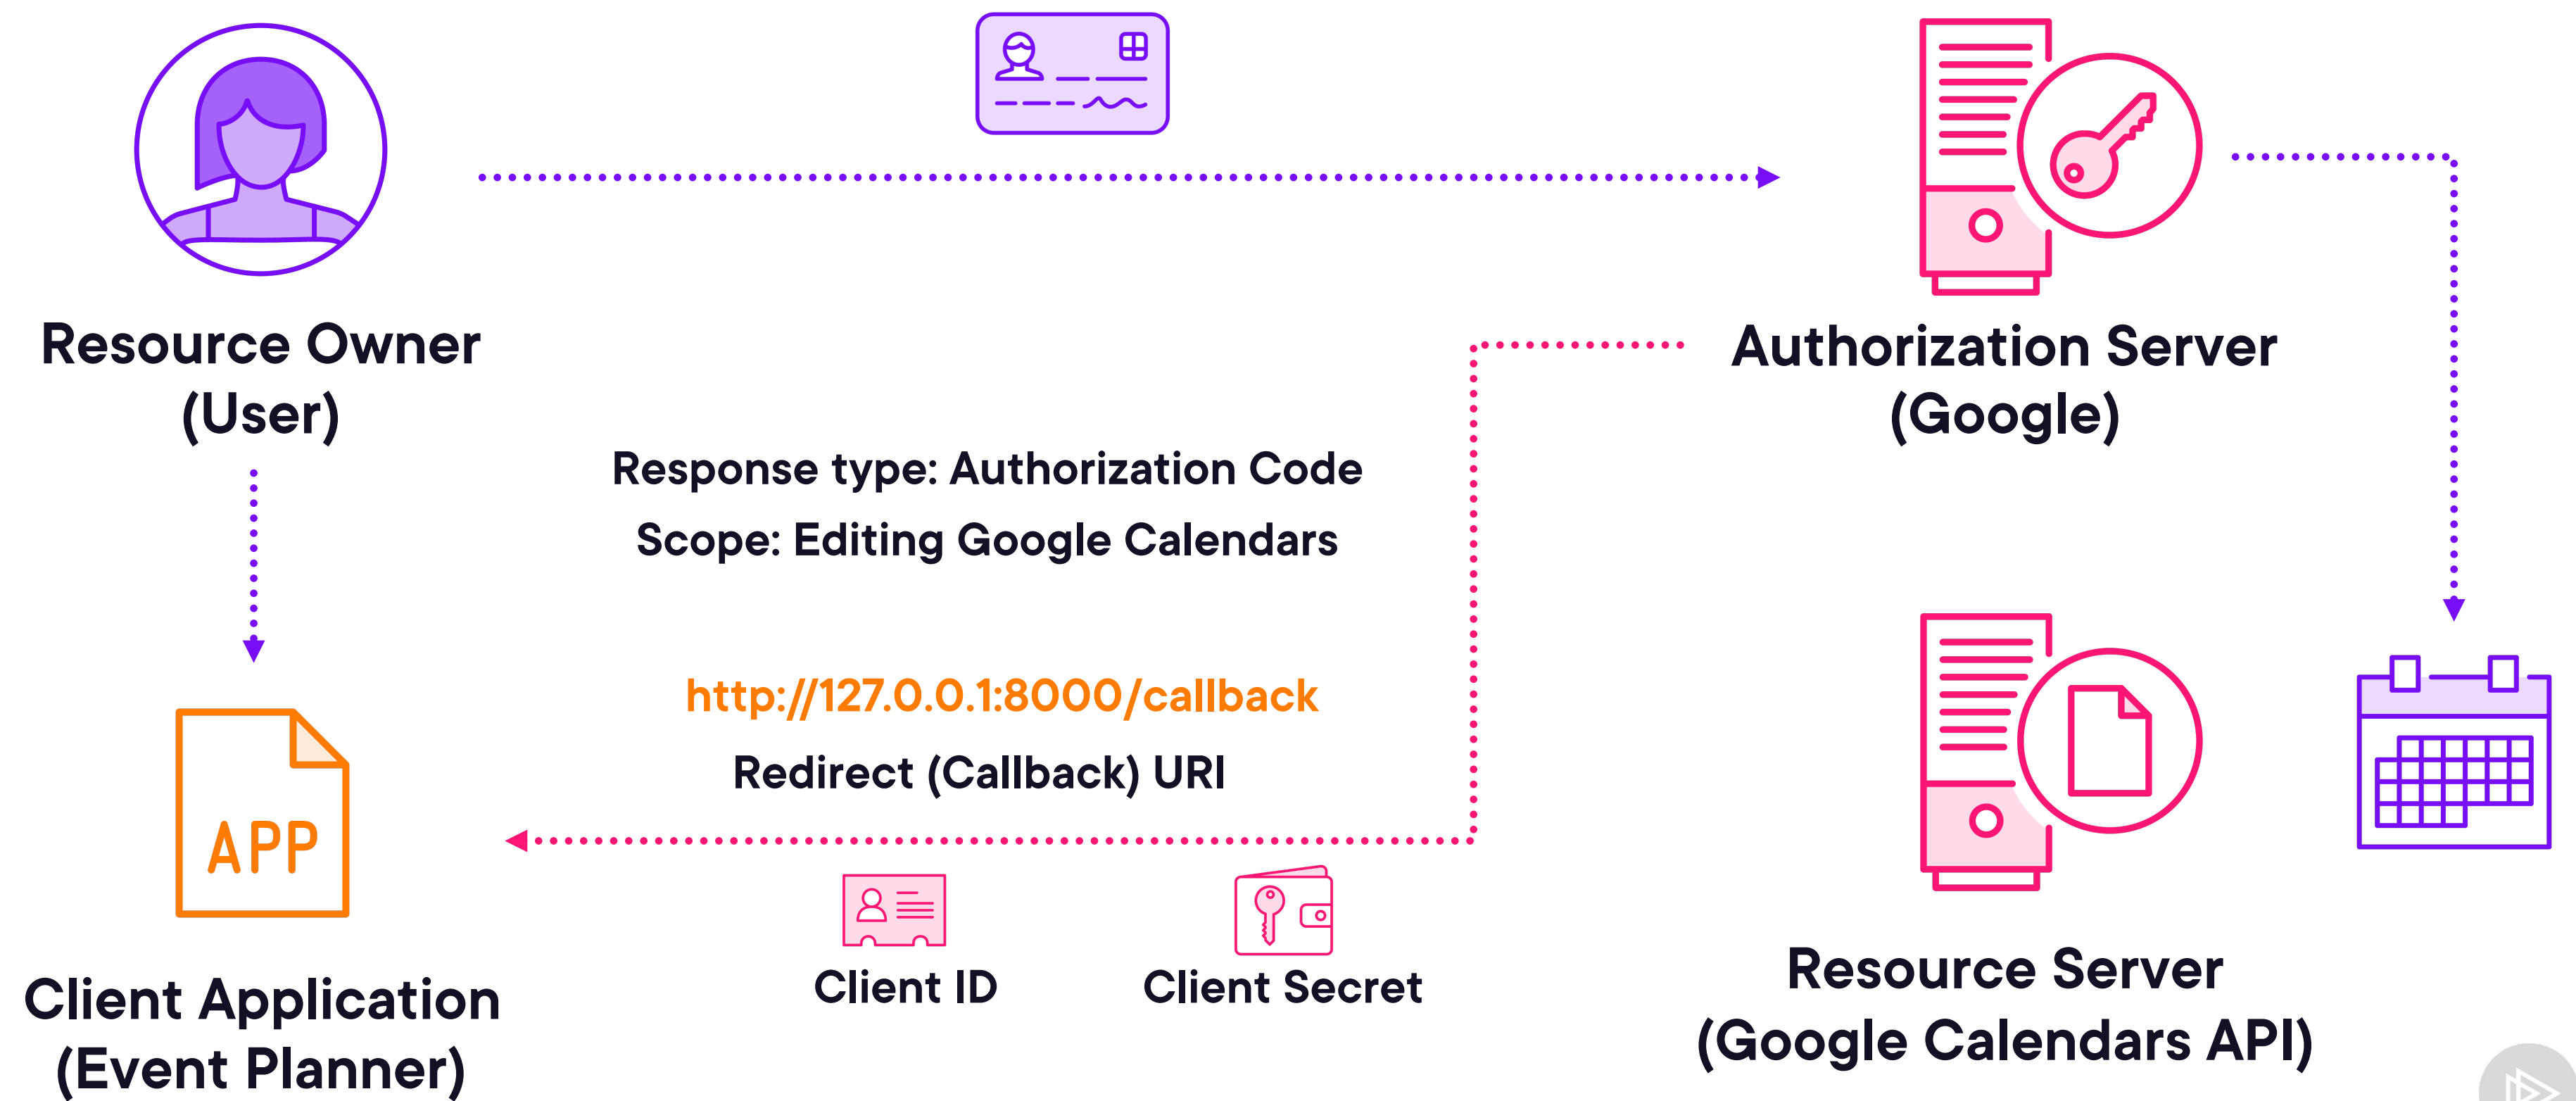 Resource Owner
(User)
Authorization Server
(Google)
Response type: Authorization Code
Scope: Editing Google Calendars
http://127.0.0.1:8000/callback
Redirect (Callback) URI
APP
Client ID
Client Secret
Client Application
(Event Planner)
Resource Server
(Google Calendars API)